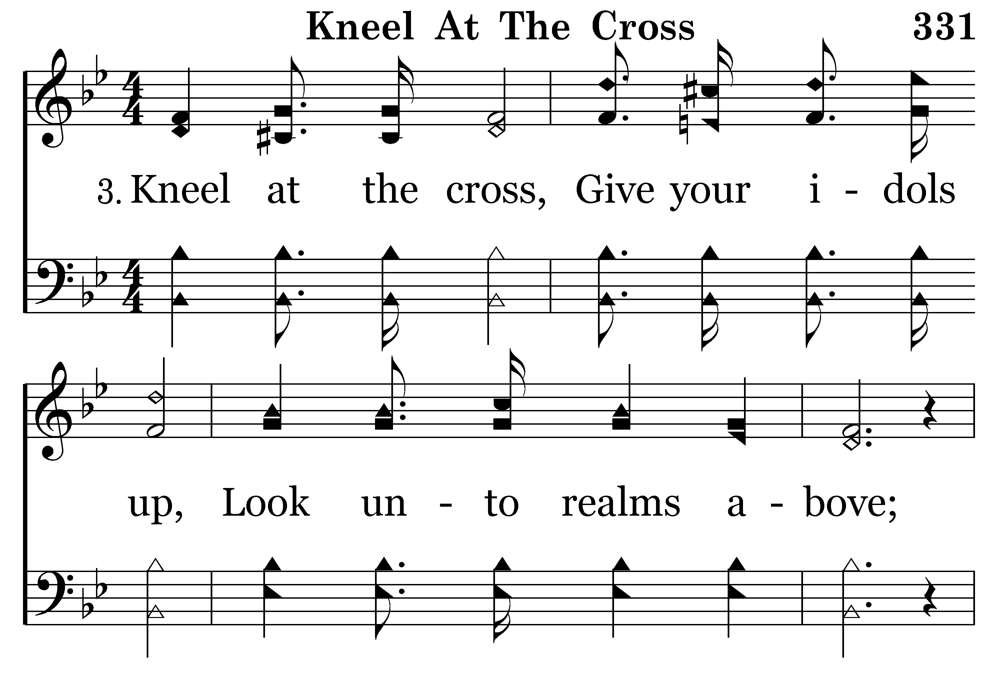 Kneel At The Cross 331
3. Kneel at the cross, Give your i - dols
up, Look un - to realms a - bove;